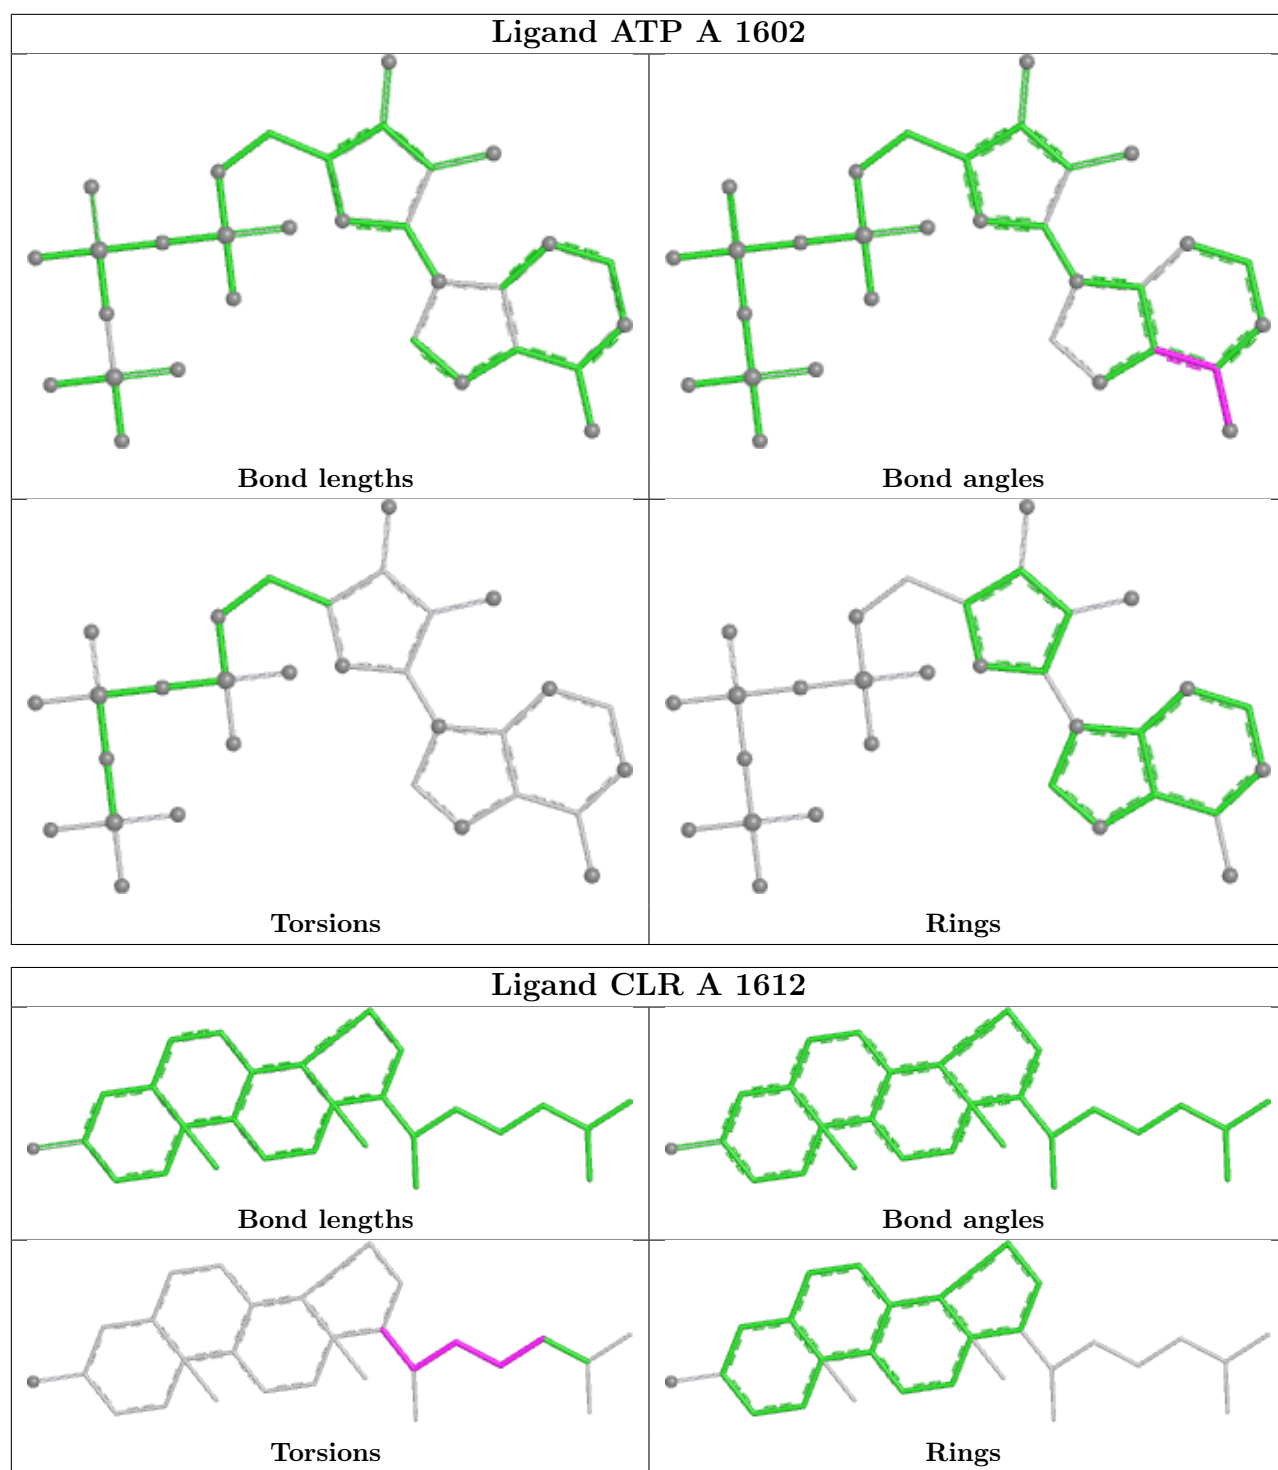 Ligand ATP A 1602
Bond lengths
Bond angles
Torsions
Rings
Ligand CLR A 1612
Bond lengths
Bond angles
Torsions
Rings